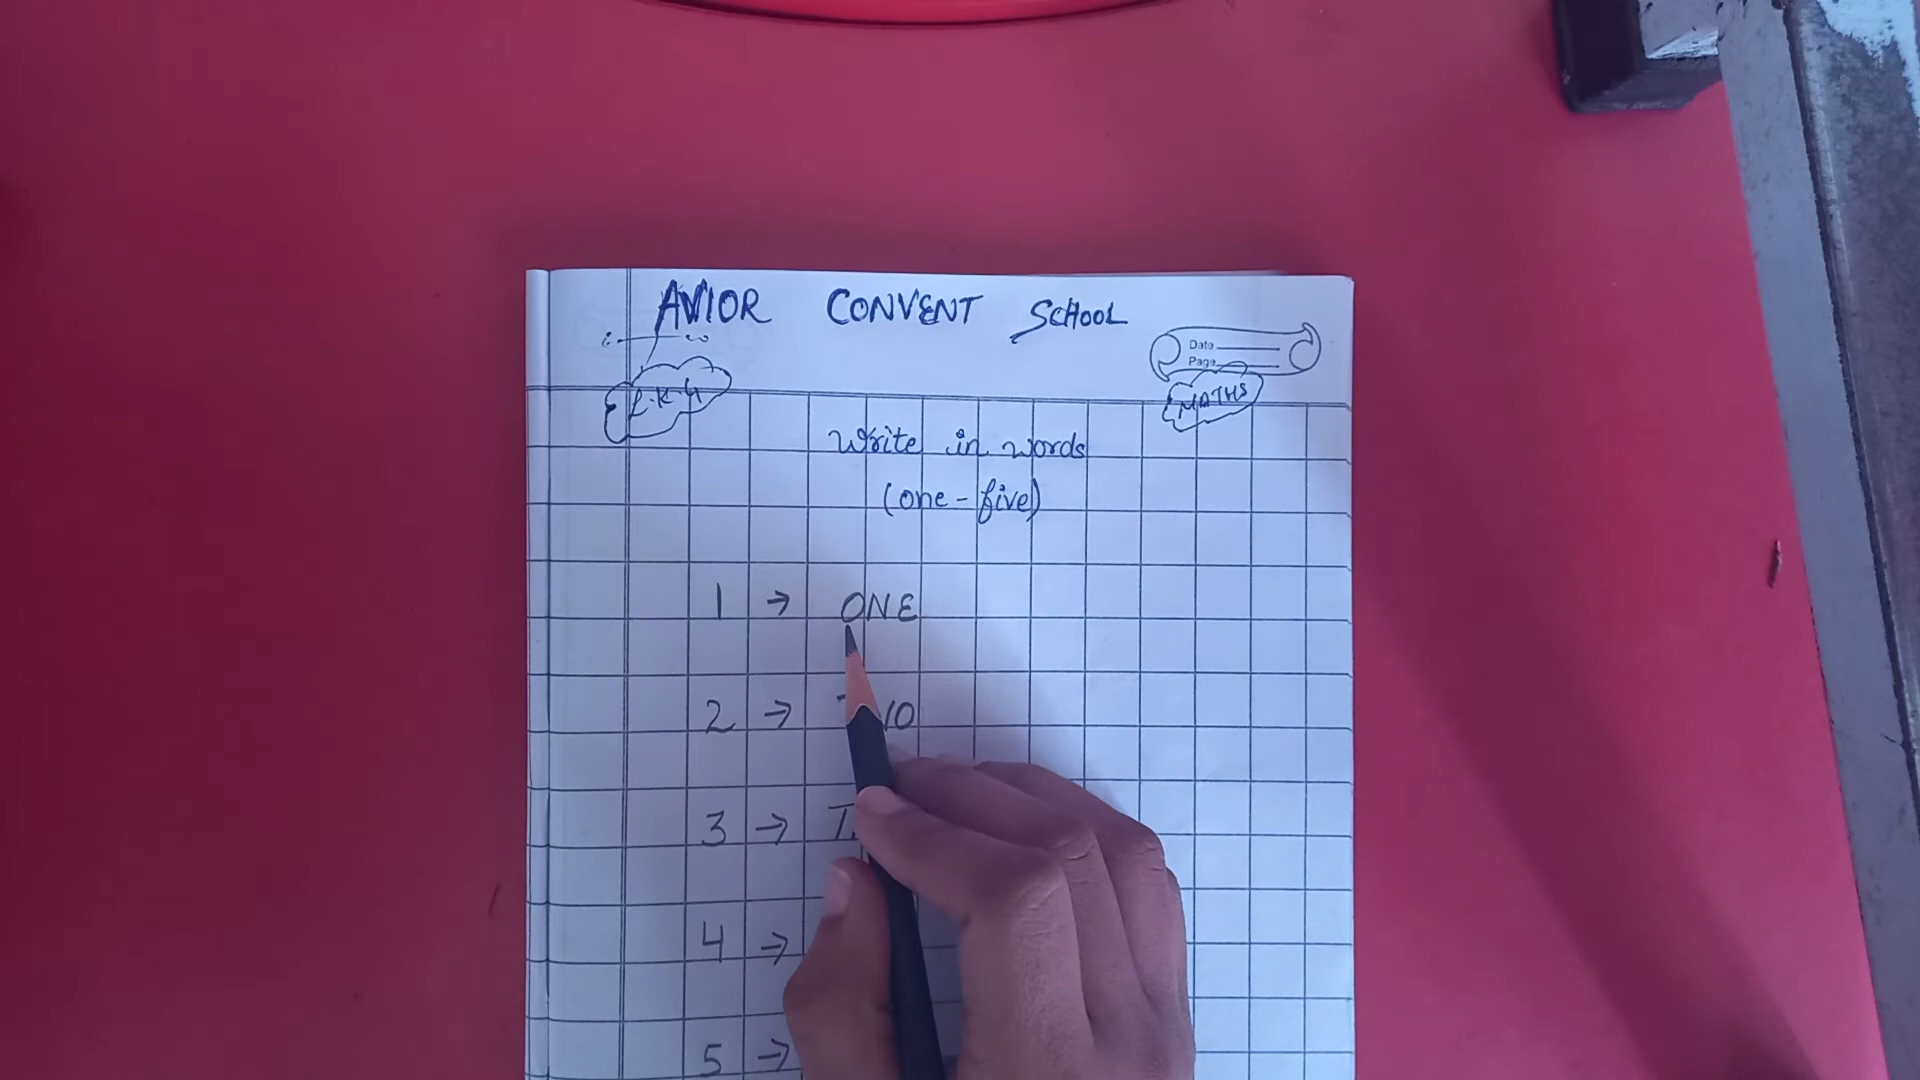 AVIOR CONVENT SCHOOL
Date
Page
L.K.G
MATHS
Write in words
(one - five)
1 → ONE
2 → 
3 → 
4 →
5 →